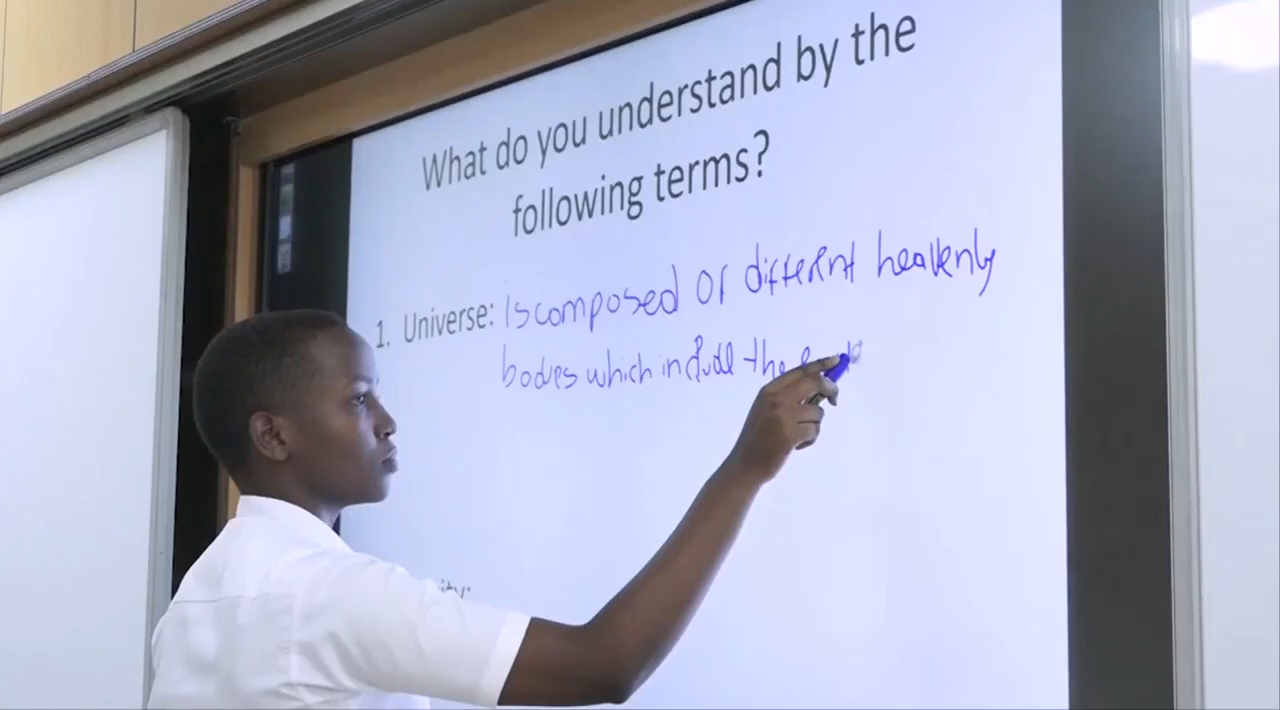 What do you understand by the
following terms?
1. Universe: is composed of different heavenly
bodies which include the